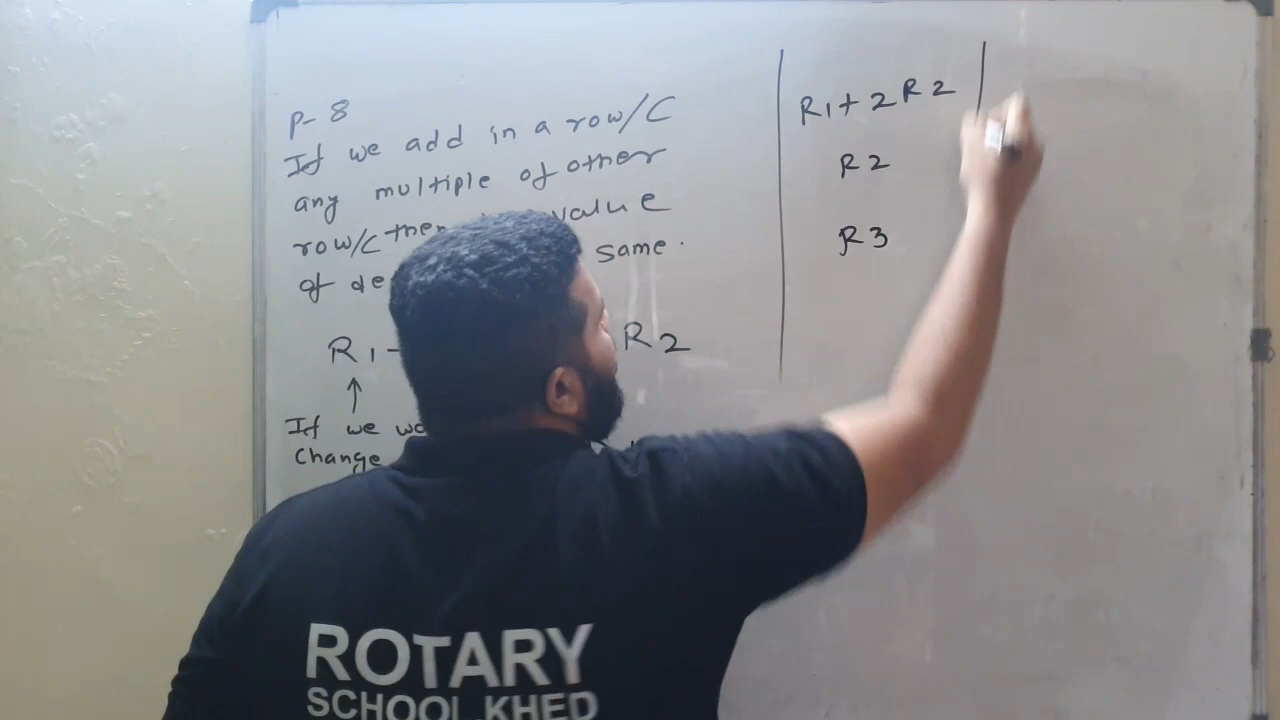 P-8
If we add in a row/C
any multiple of other
row/C then value
of de same.
R1- R2
If we
Change
R1+2R2
R2
R3
ROTARY
SCHOOL KHED